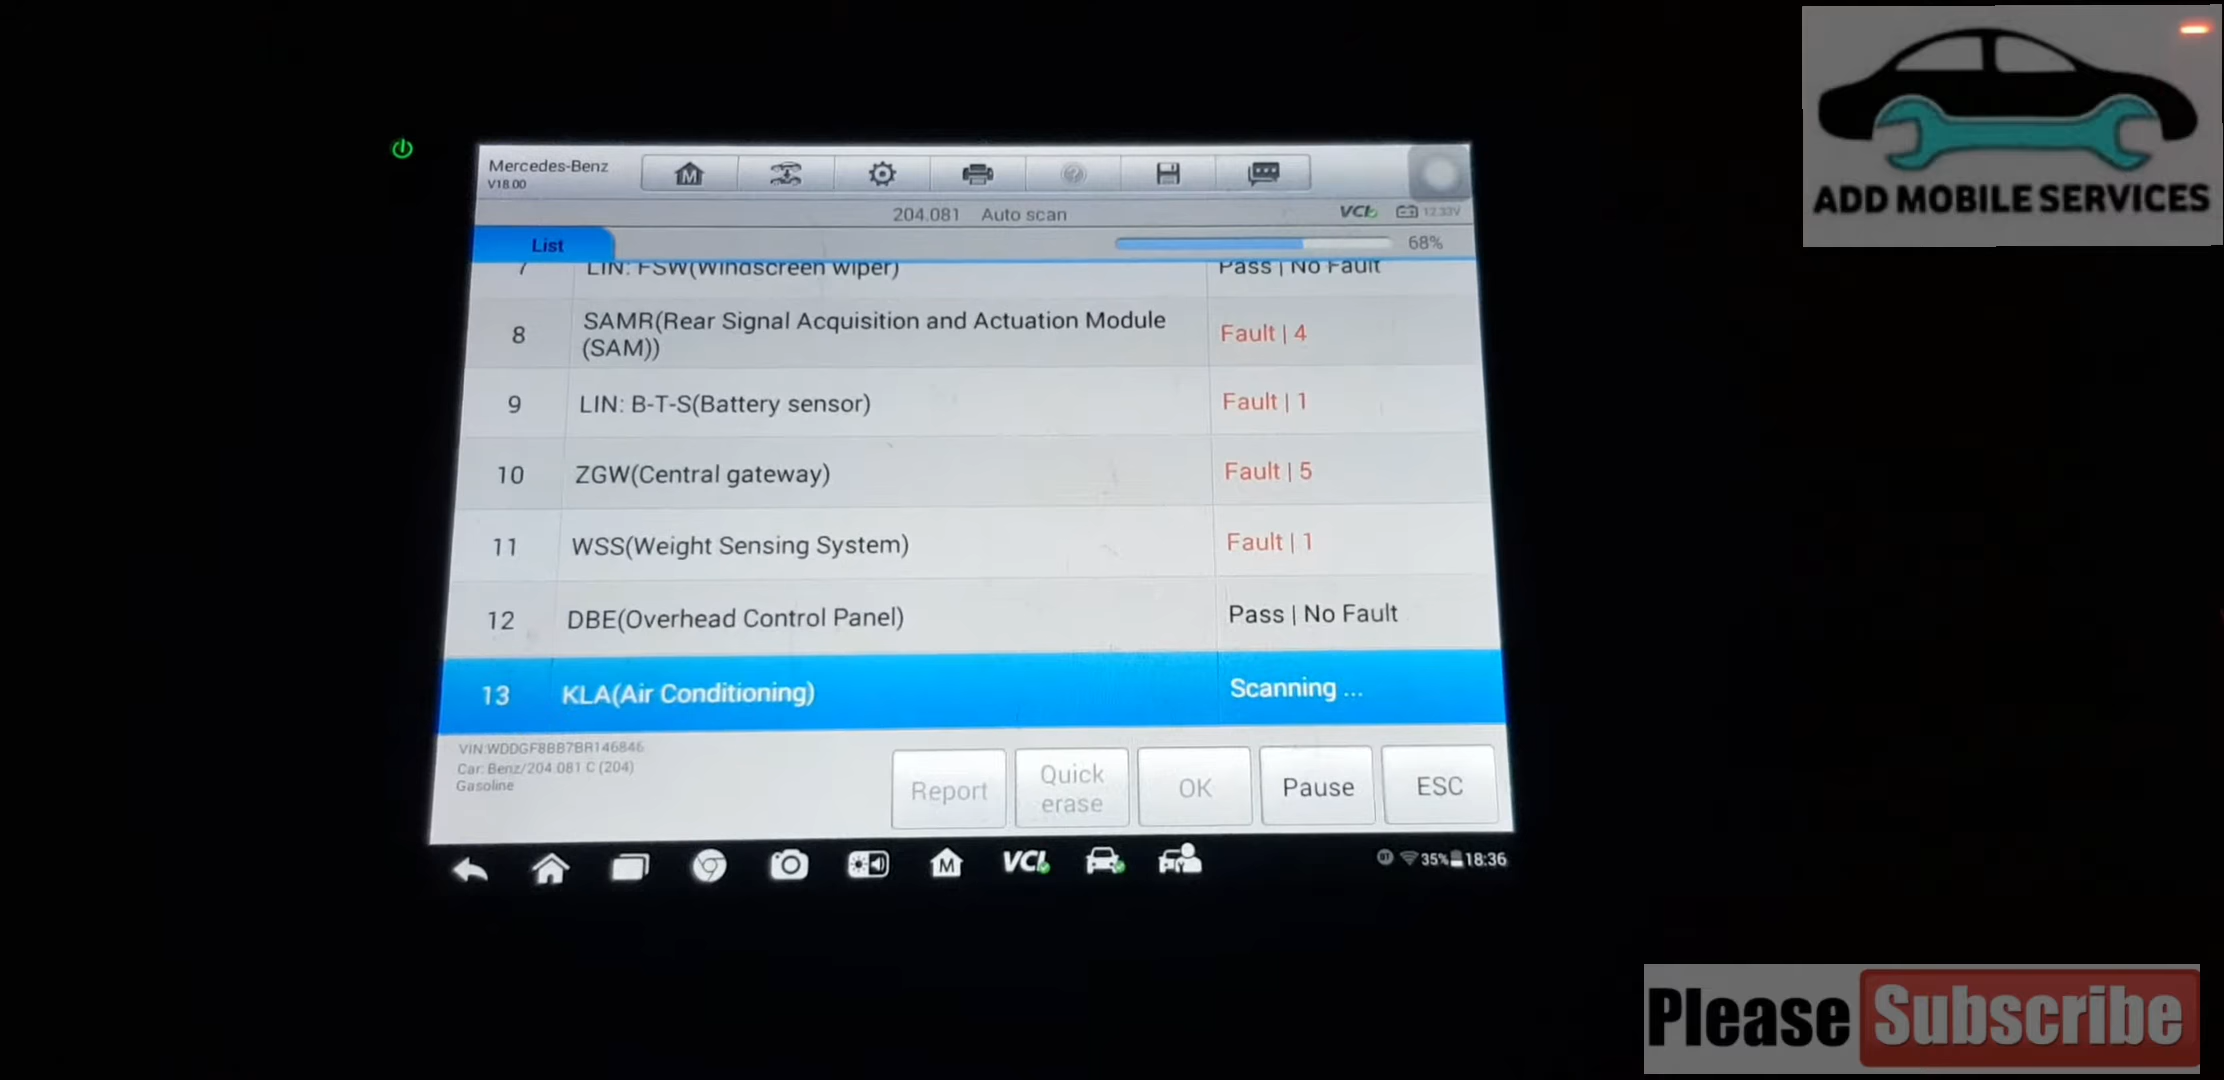 ADD MOBILE SERVICES
Mercedes-Benz
V18.00
204.081 Auto scan
VCI
12.33V
List
68%
7 LIN: FSW(Windscreen wiper) Pass | No Fault
8 SAMR(Rear Signal Acquisition and Actuation Module
(SAM)) Fault | 4
9 LIN: B-T-S(Battery sensor) Fault | 1
10 ZGW(Central gateway) Fault | 5
11 WSS(Weight Sensing System) Fault | 1
12 DBE(Overhead Control Panel) Pass | No Fault
13 KLA(Air Conditioning) Scanning ...
VIN:WDDGF8BB7BR146846
Car: Benz/204.081 C (204)
Gasoline
Report
Quick
erase
OK
Pause
ESC
M
VCI
35% 18:36
Please Subscribe